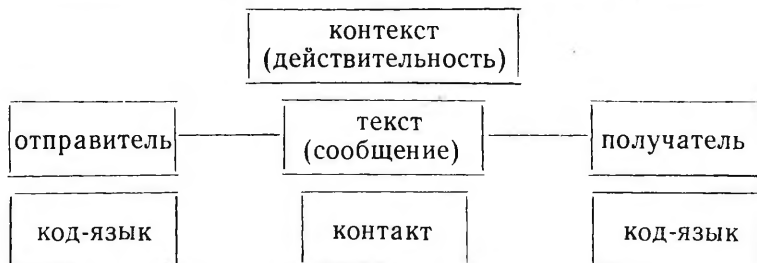 контекст
(действительность)
отправитель
текст
(сообщение)
получатель
код-язык
контакт
код-язык